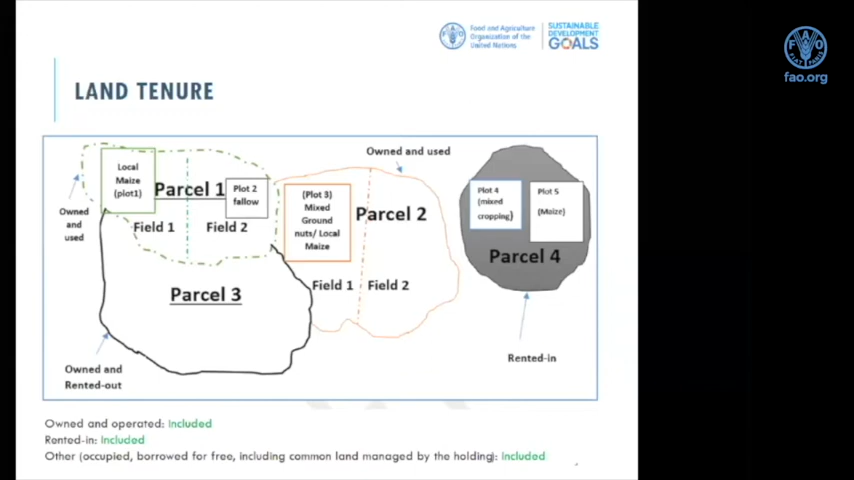 Food and Agriculture
Organization of the
United Nations
SUSTAINABLE
DEVELOPMENT
GOALS
FAO
FIAT PANIS
fao.org
LAND TENURE
Owned and used
Local
Maize
(plot1)
Parcel 1
Plot 2
fallow
Field 1
Field 2
Owned
and
used
(Plot 3)
Mixed
Ground
nuts/ Local
Maize
Parcel 2
Field 1
Field 2
Plot 4
(mixed
cropping)
Plot 5
(Maize)
Parcel 4
Parcel 3
Rented-in
Owned and
Rented-out
Owned and operated: Included
Rented-in: Included
Other (occupied, borrowed for free, including common land managed by the holding): Included